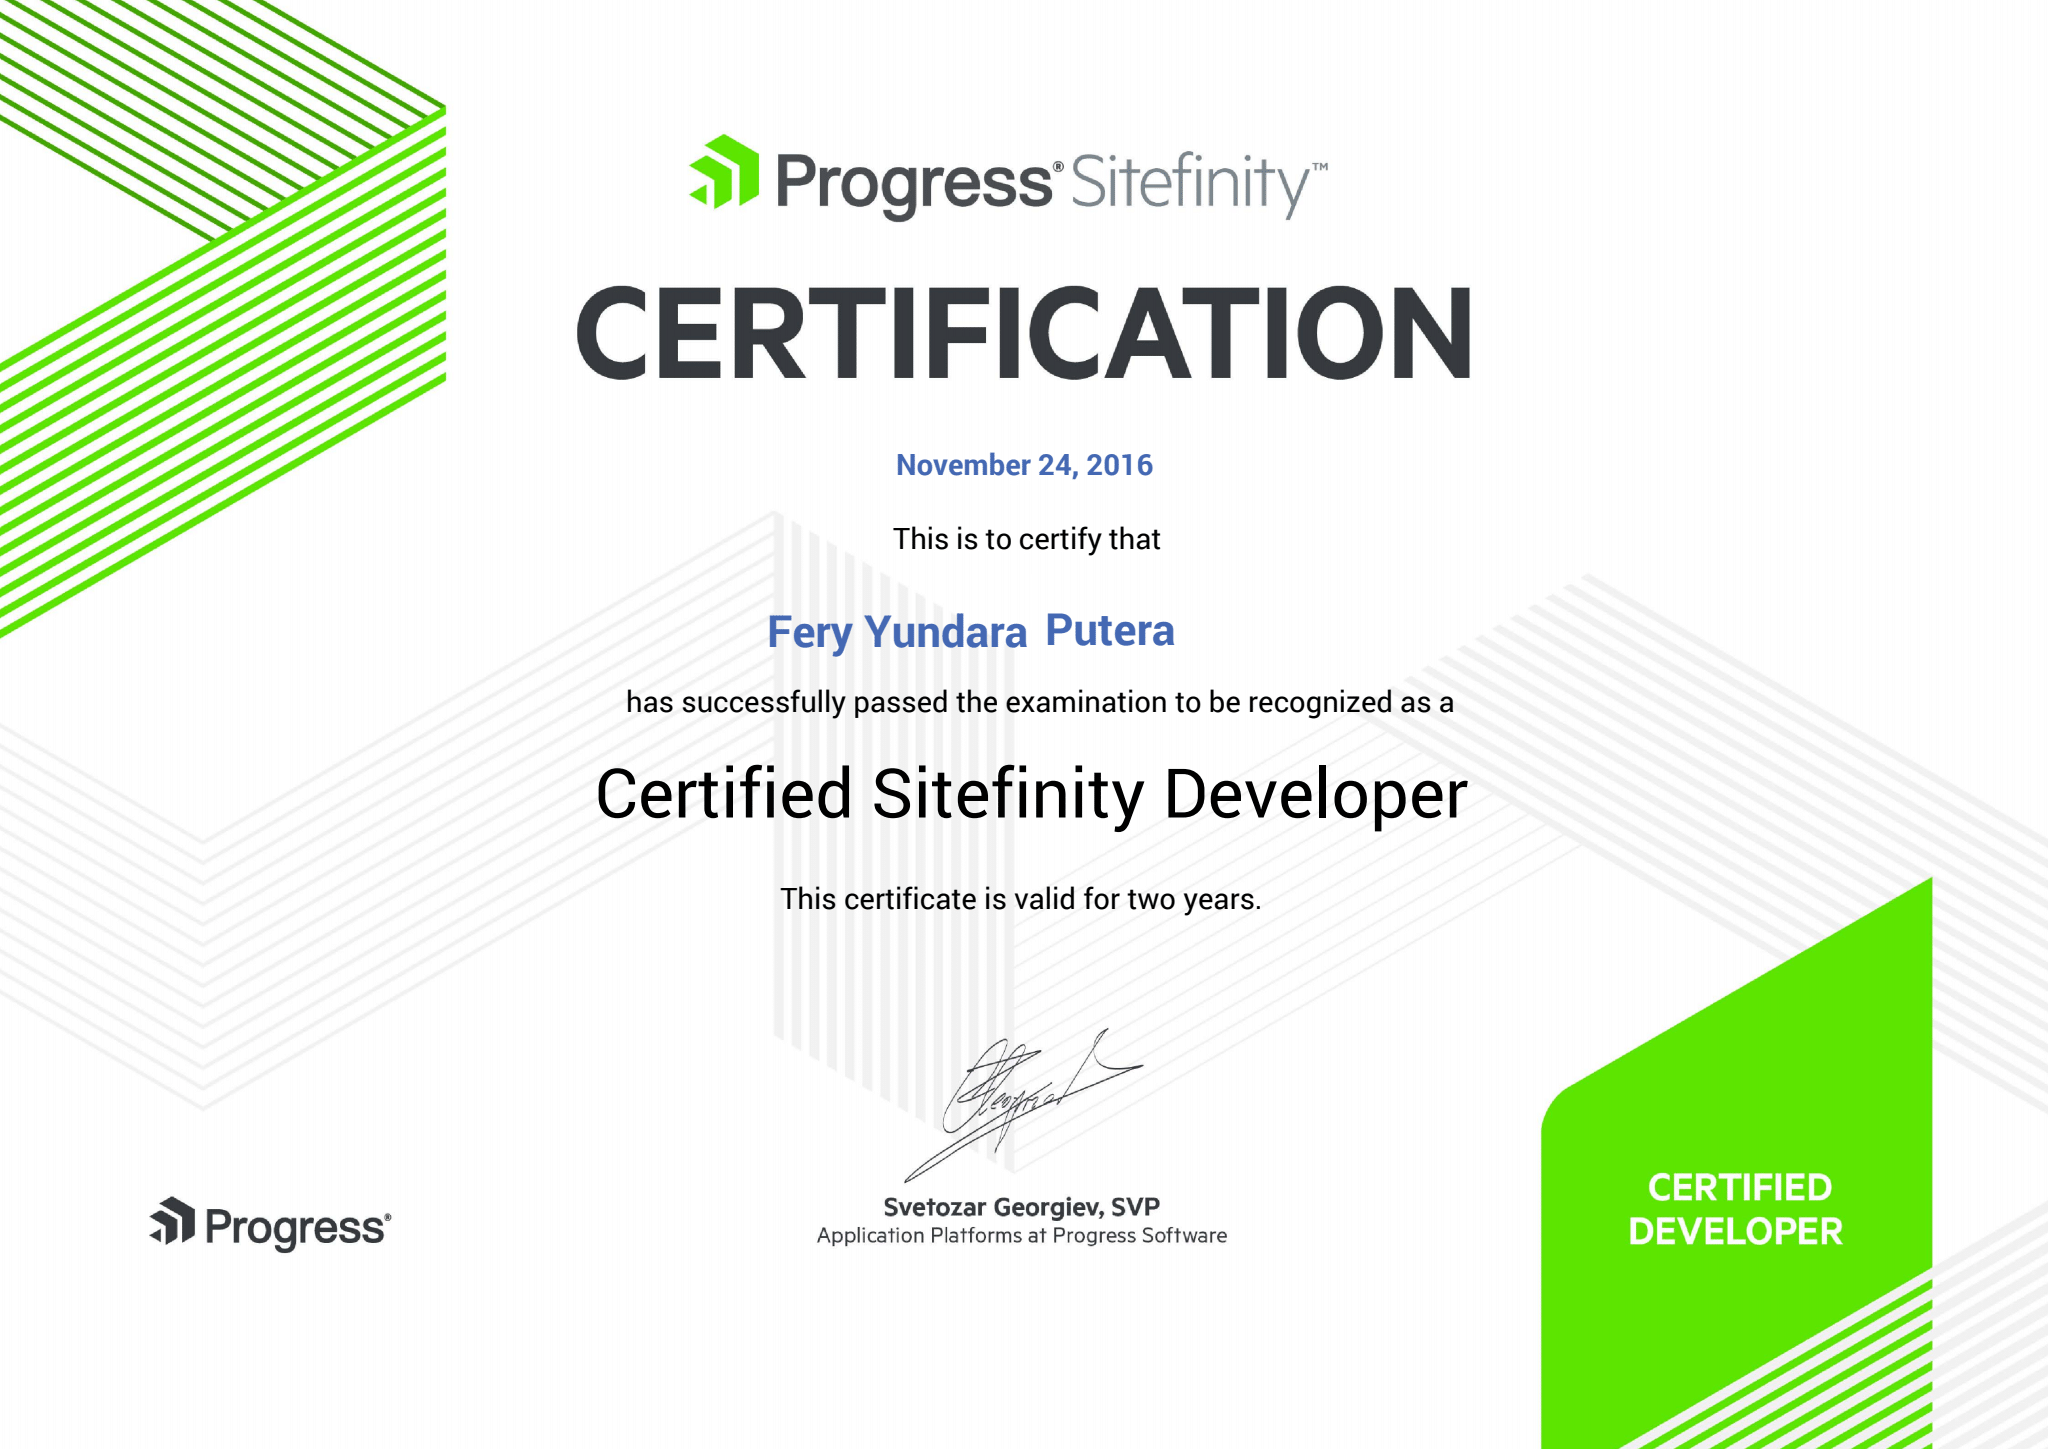 Progress® Sitefinity™
CERTIFICATION
November 24, 2016
This is to certify that
Fery Yundara Putera
has successfully passed the examination to be recognized as a
Certified Sitefinity Developer
This certificate is valid for two years.
Svetozar Georgiev, SVP
Application Platforms at Progress Software
Progress®
CERTIFIED
DEVELOPER